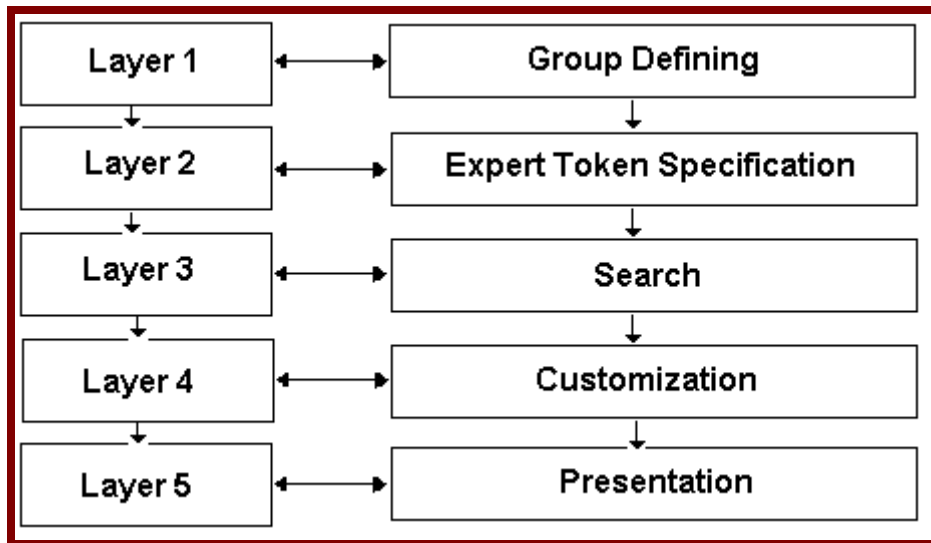 Layer 1
Group Defining
Layer 2
Expert Token Specification
Layer 3
Search
Layer 4
Customization
Layer 5
Presentation